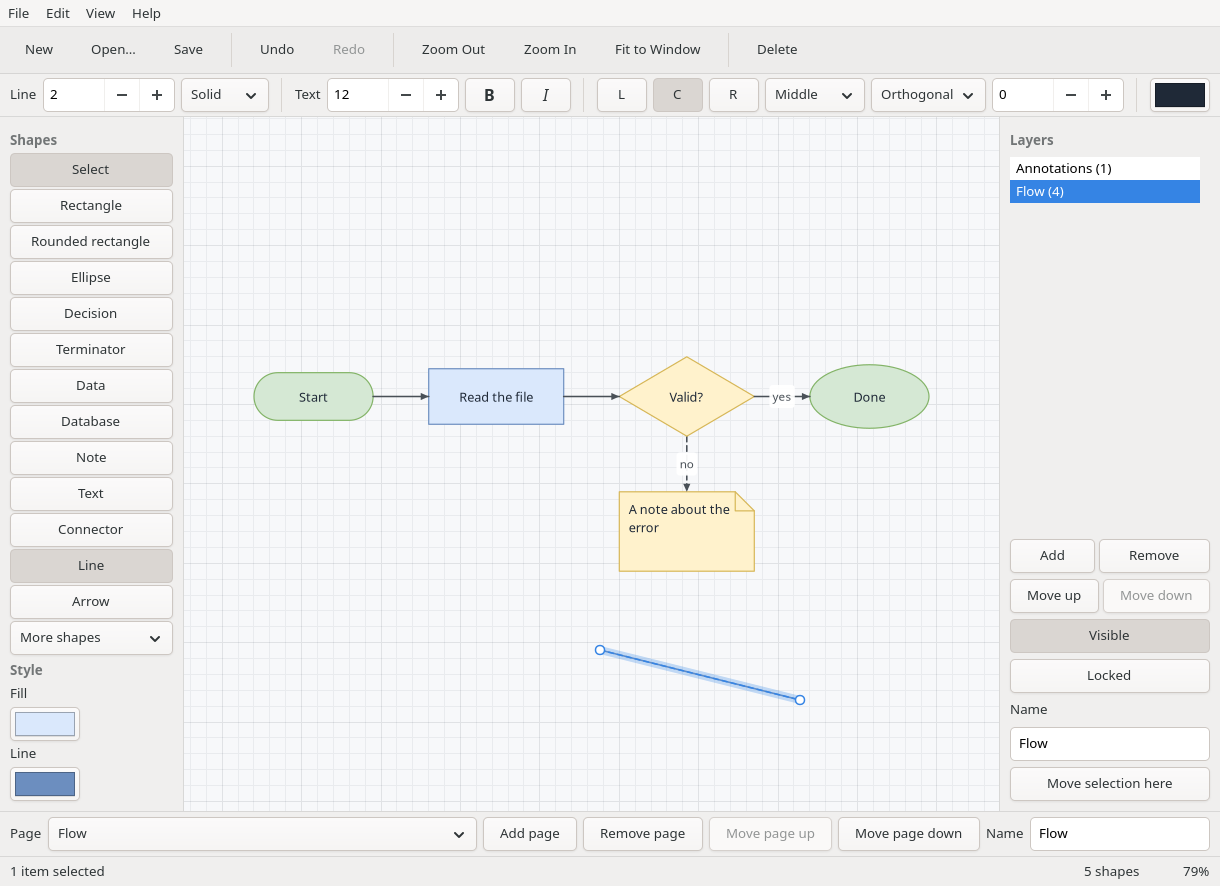 File Edit View Help
New Open... Save Undo Redo Zoom Out Zoom In Fit to Window Delete
Line 2 Solid Text 12 B I L C R Middle Orthogonal 0
Shapes
Select
Rectangle
Rounded rectangle
Ellipse
Decision
Terminator
Data
Database
Note
Text
Connector
Line
Arrow
More shapes
Style
Fill
Line
Start
Read the file
Valid?
yes
Done
no
A note about the
error
Layers
Annotations (1)
Flow (4)
Add Remove
Move up Move down
Visible
Locked
Name
Flow
Move selection here
Page Flow Add page Remove page Move page up Move page down Name Flow
1 item selected 5 shapes 79%